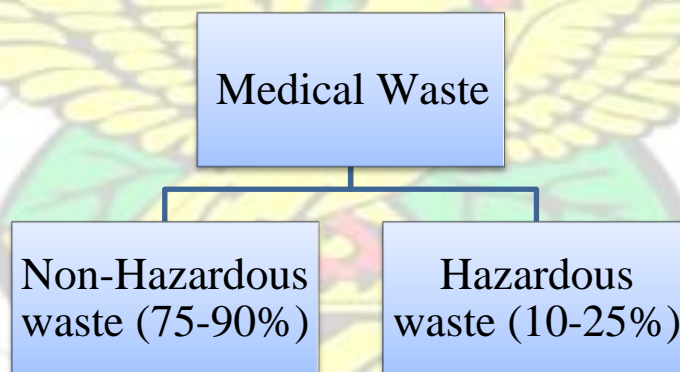 Medical Waste
Non-Hazardous
waste (75-90%)
Hazardous
waste (10-25%)